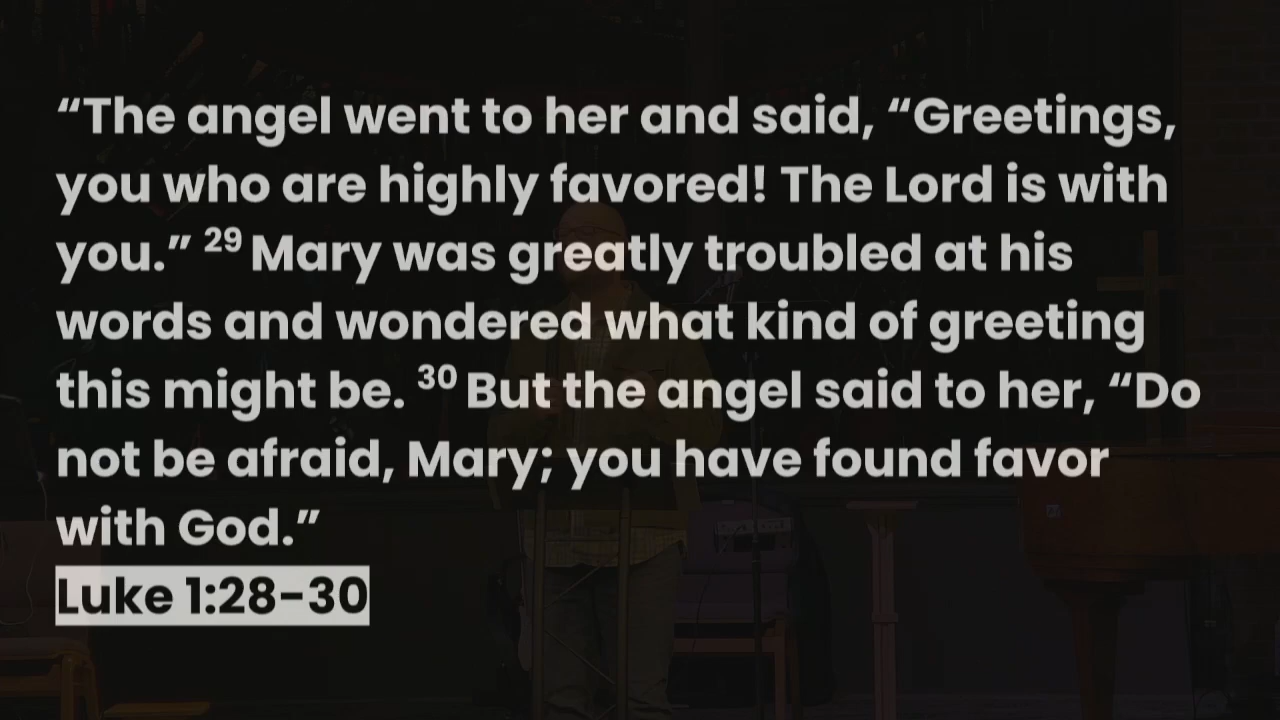 “The angel went to her and said, “Greetings,
you who are highly favored! The Lord is with
you.” 29 Mary was greatly troubled at his
words and wondered what kind of greeting
this might be. 30 But the angel said to her, “Do
not be afraid, Mary; you have found favor
with God.”
Luke 1:28-30